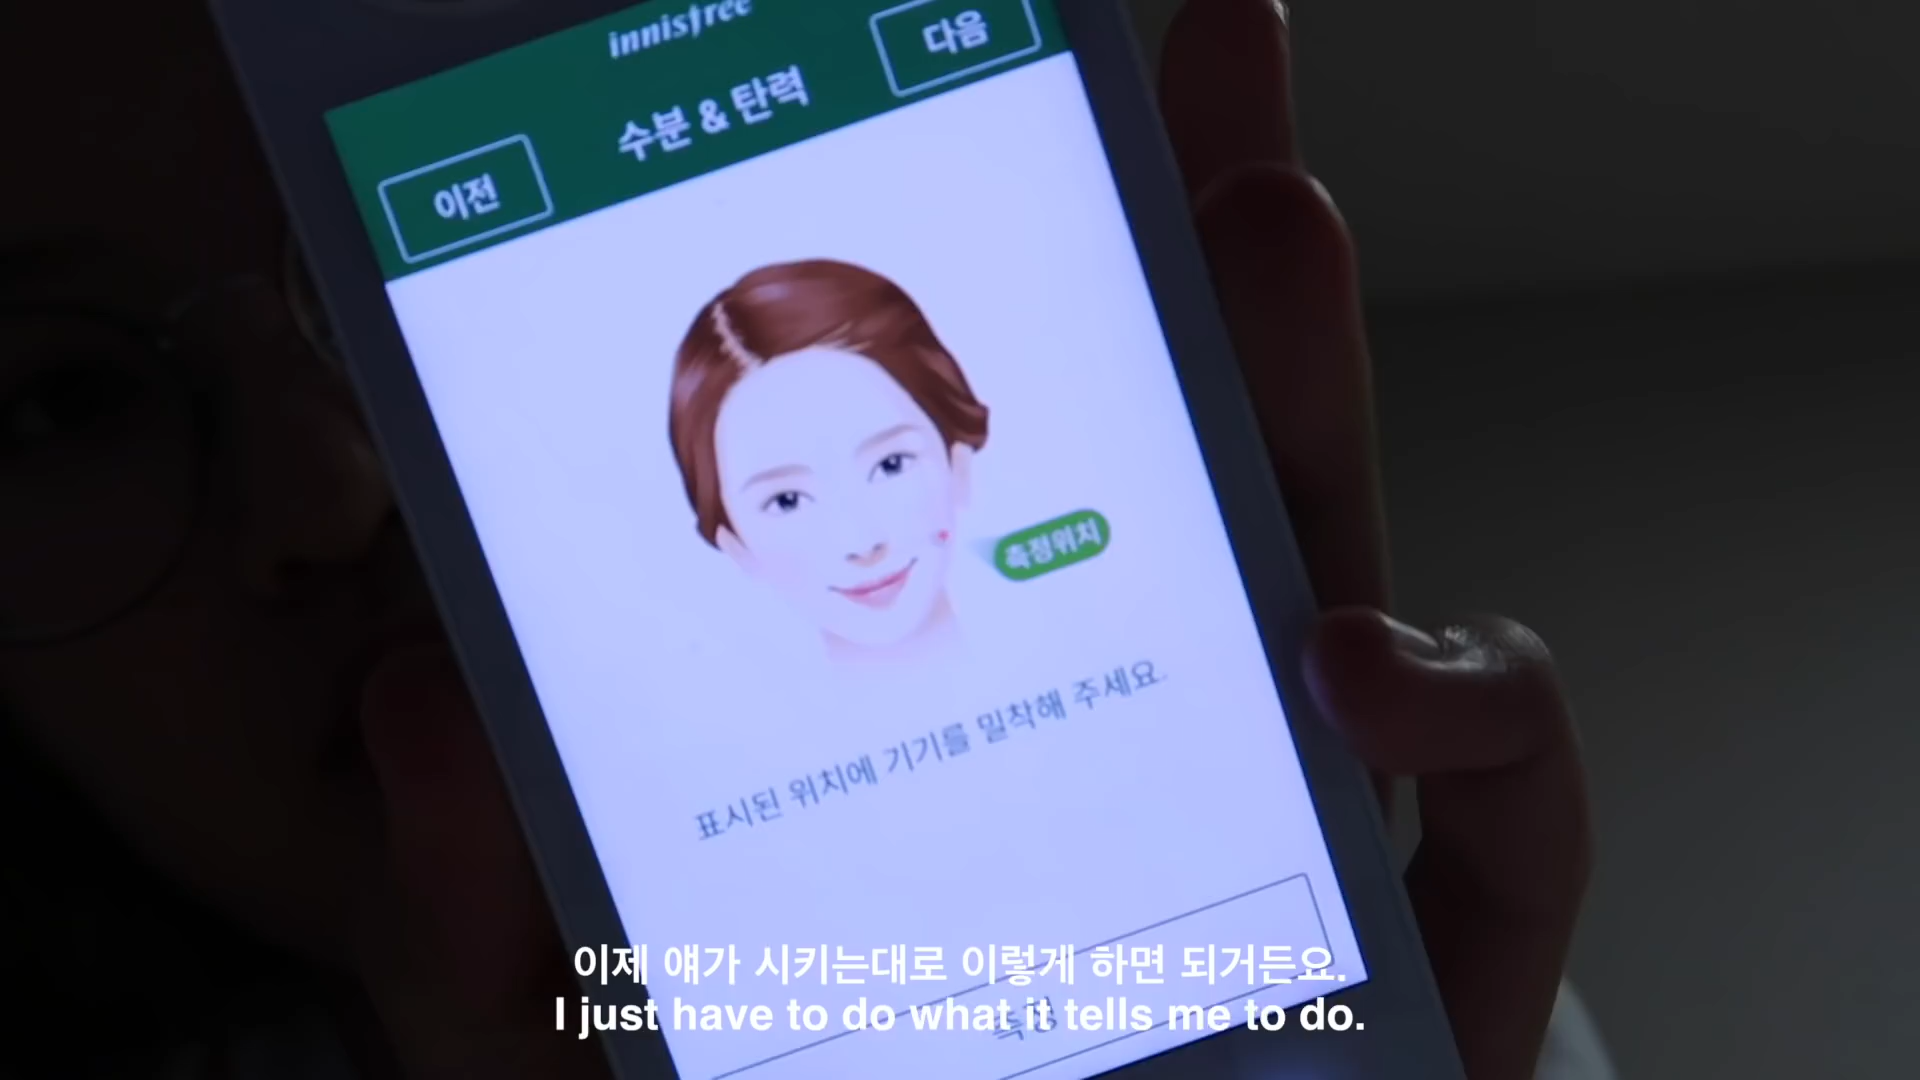 innisfree
다음
수분 & 탄력
이전
측정위치
표시된 위치에 기기를 밀착해 주세요.
이제 얘가 시키는대로 이렇게 하면 되거든요.
I just have to do what it tells me to do.
측정